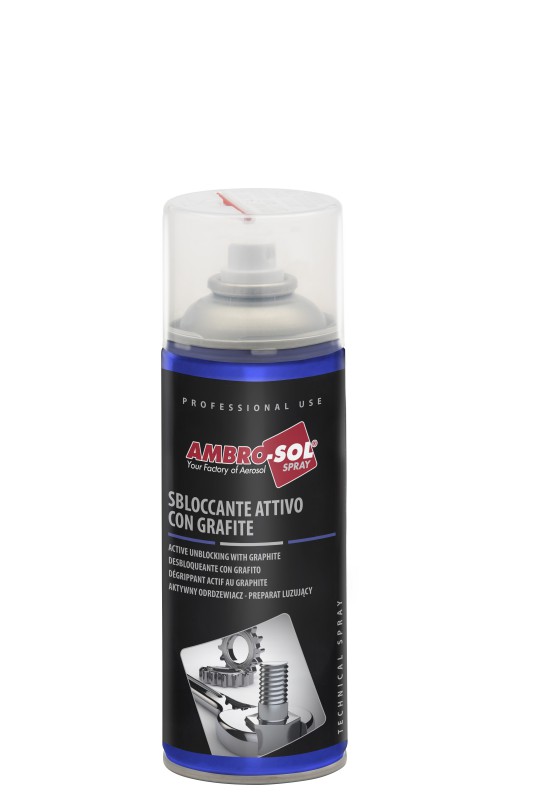 PROFESSIONAL USE
AMBRO-SOL®
SPRAY
Your Factory of Aerosol
SBLOCCANTE ATTIVO
CON GRAFITE
ACTIVE UNBLOCKING WITH GRAPHITE
DESBLOQUEANTE CON GRAFITO
DÉGRIPPANT ACTIF AU GRAPHITE
AKTYWNY ODRDZEWIACZ - PREPARAT LUZUJĄCY
TECHNICAL SPRAY